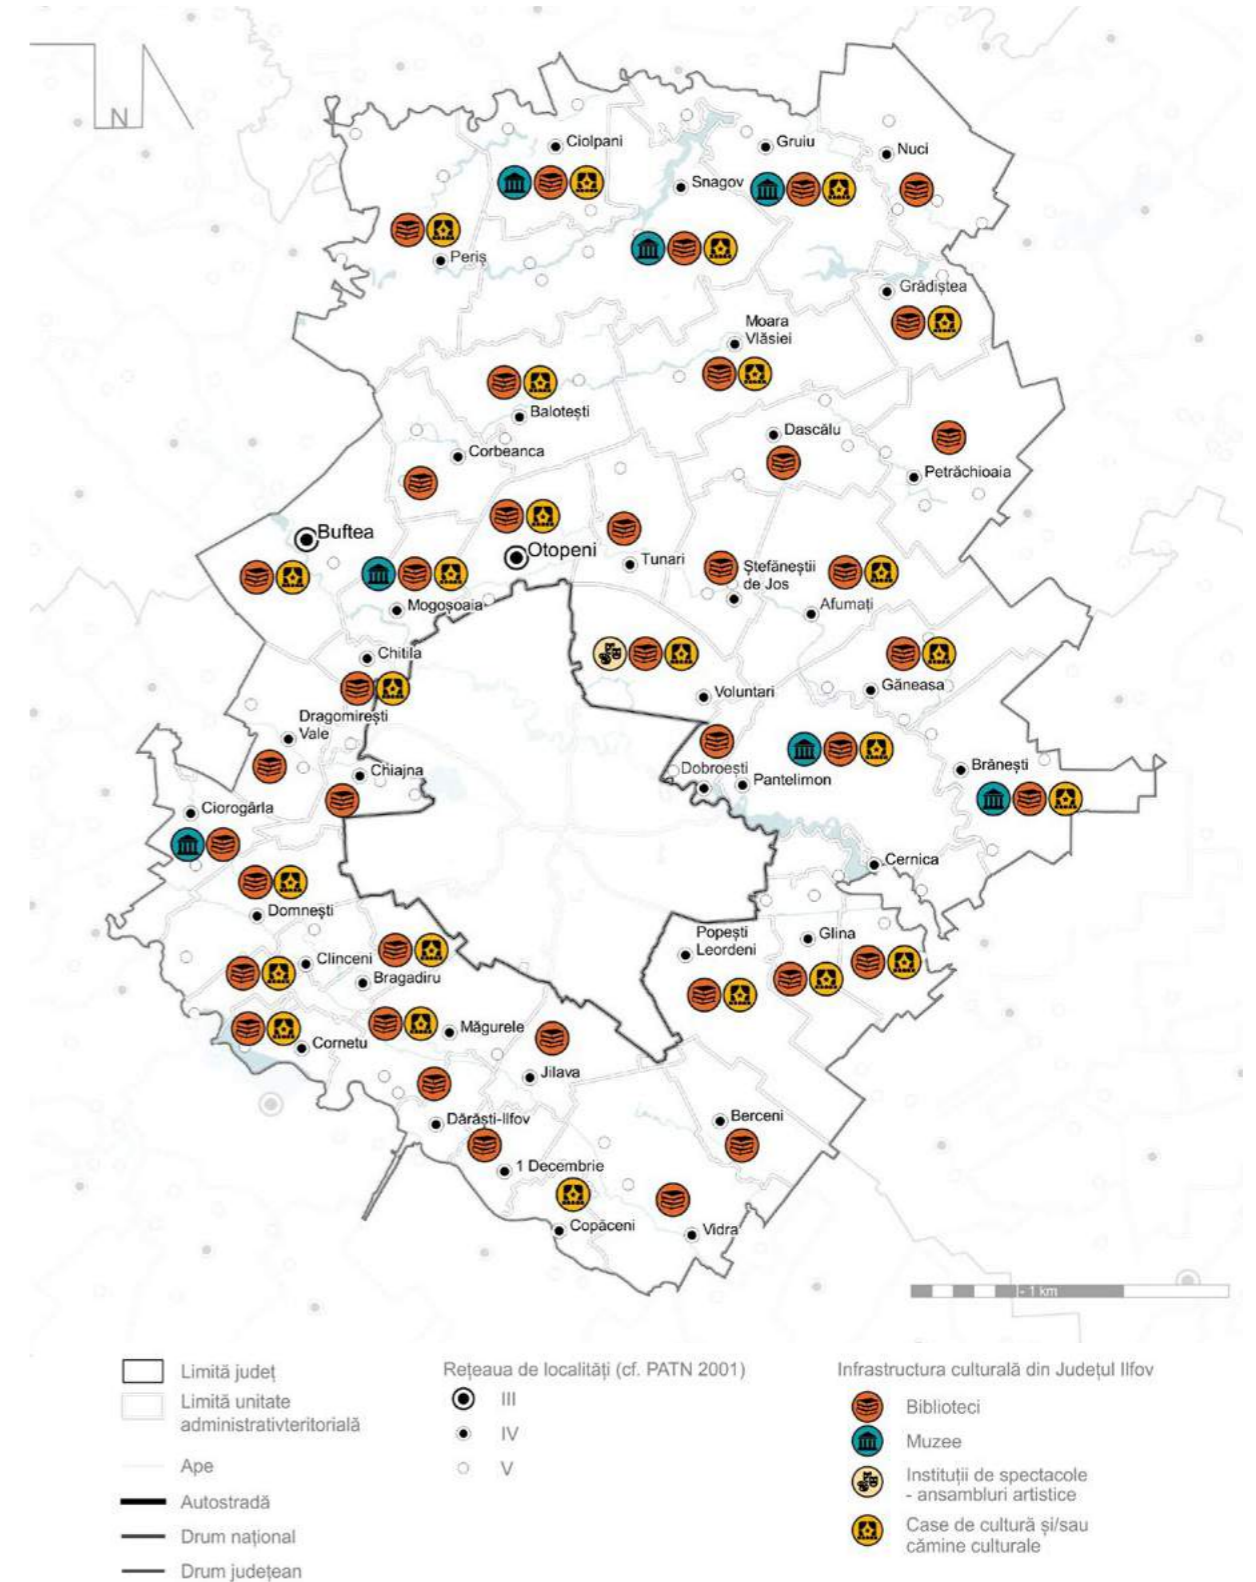 N
Ciolpani
Gruiu
Nuci
Snagov
Periș
Grădiștea
Moara
Vlăsiei
Balotești
Dascălu
Corbeanca
Petrăchioaia
Buftea
Otopeni
Tunari
Ștefăneștii
de Jos
Afumați
Mogoșoaia
Chitila
Găneasa
Voluntari
Dragomirești
Vale
Chiajna
Dobroești
Pantelimon
Brănești
Ciorogârla
Cernica
Domnești
Popești
Leordeni
Glina
Clinceni
Bragadiru
Măgurele
Cornetu
Jilava
Dărăști-Ilfov
Berceni
1 Decembrie
Copăceni
Vidra
- 1 km
Limită județ
Limită unitate
administrativteritorială
Ape
Autostradă
Drum național
Drum județean
Rețeaua de localități (cf. PATN 2001)
III
IV
V
Infrastructura culturală din Județul Ilfov
Biblioteci
Muzee
Instituții de spectacole
- ansambluri artistice
Case de cultură și/sau
cămine culturale